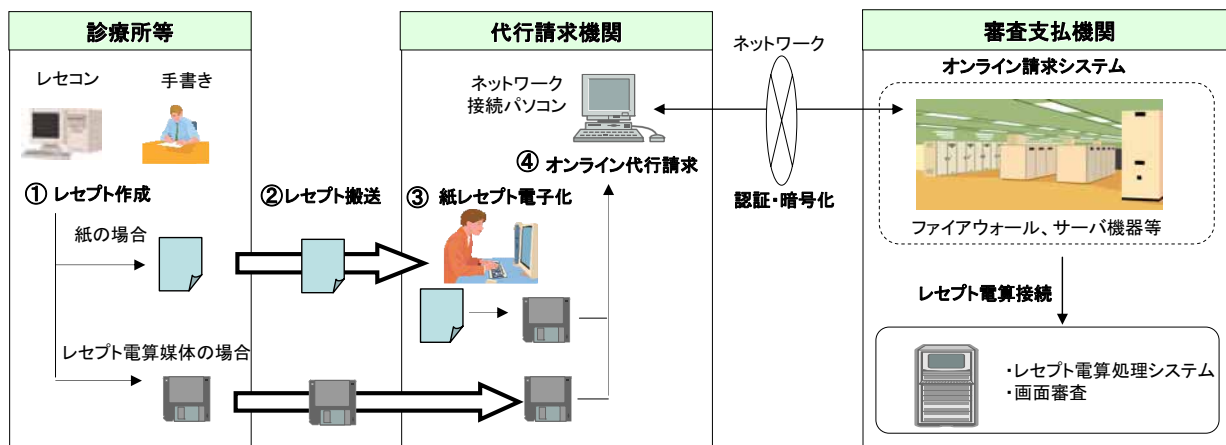 診療所等
レセコン
手書き
① レセプト作成
紙の場合
レセプト電算媒体の場合
②レセプト搬送
代行請求機関
ネットワーク
接続パソコン
④ オンライン代行請求
③ 紙レセプト電子化
ネットワーク
認証・暗号化
審査支払機関
オンライン請求システム
ファイアウォール、サーバ機器等
レセプト電算接続
・レセプト電算処理システム
・画面審査